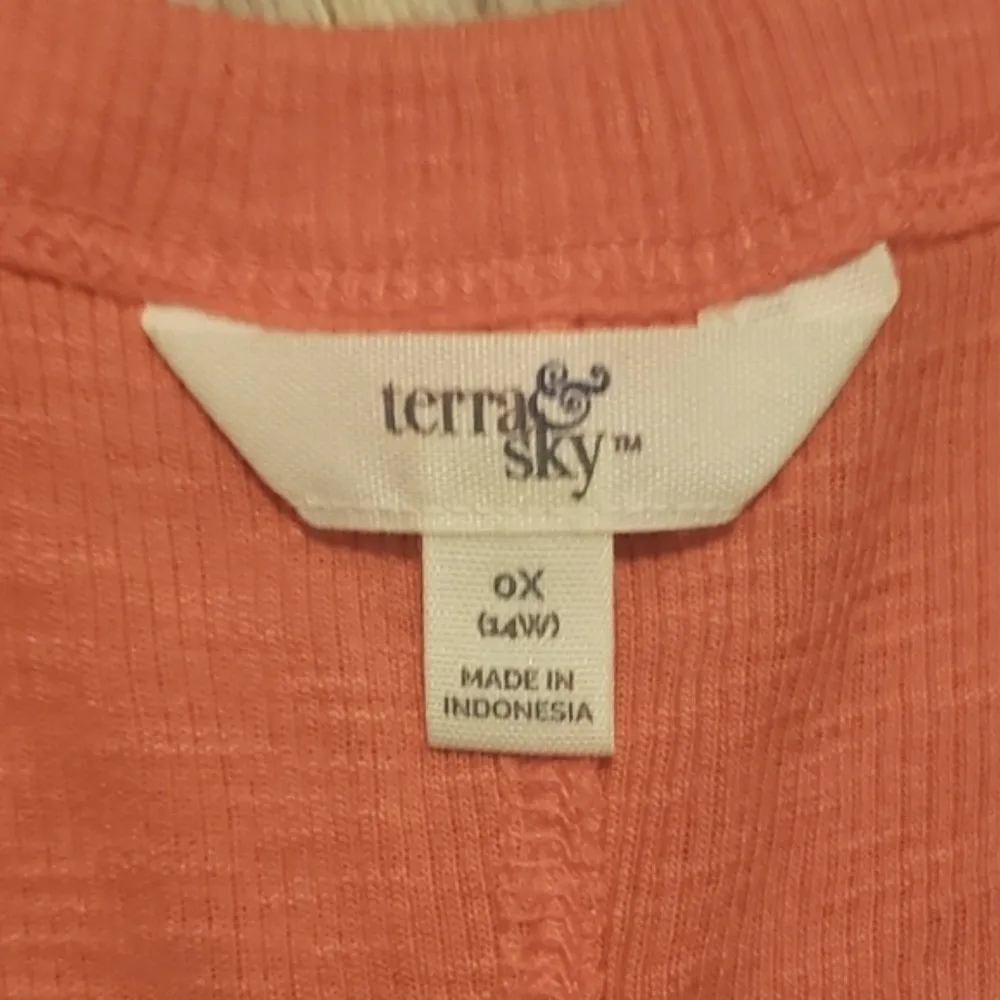 terra&
sky™
0X
(14W)
MADE IN
INDONESIA